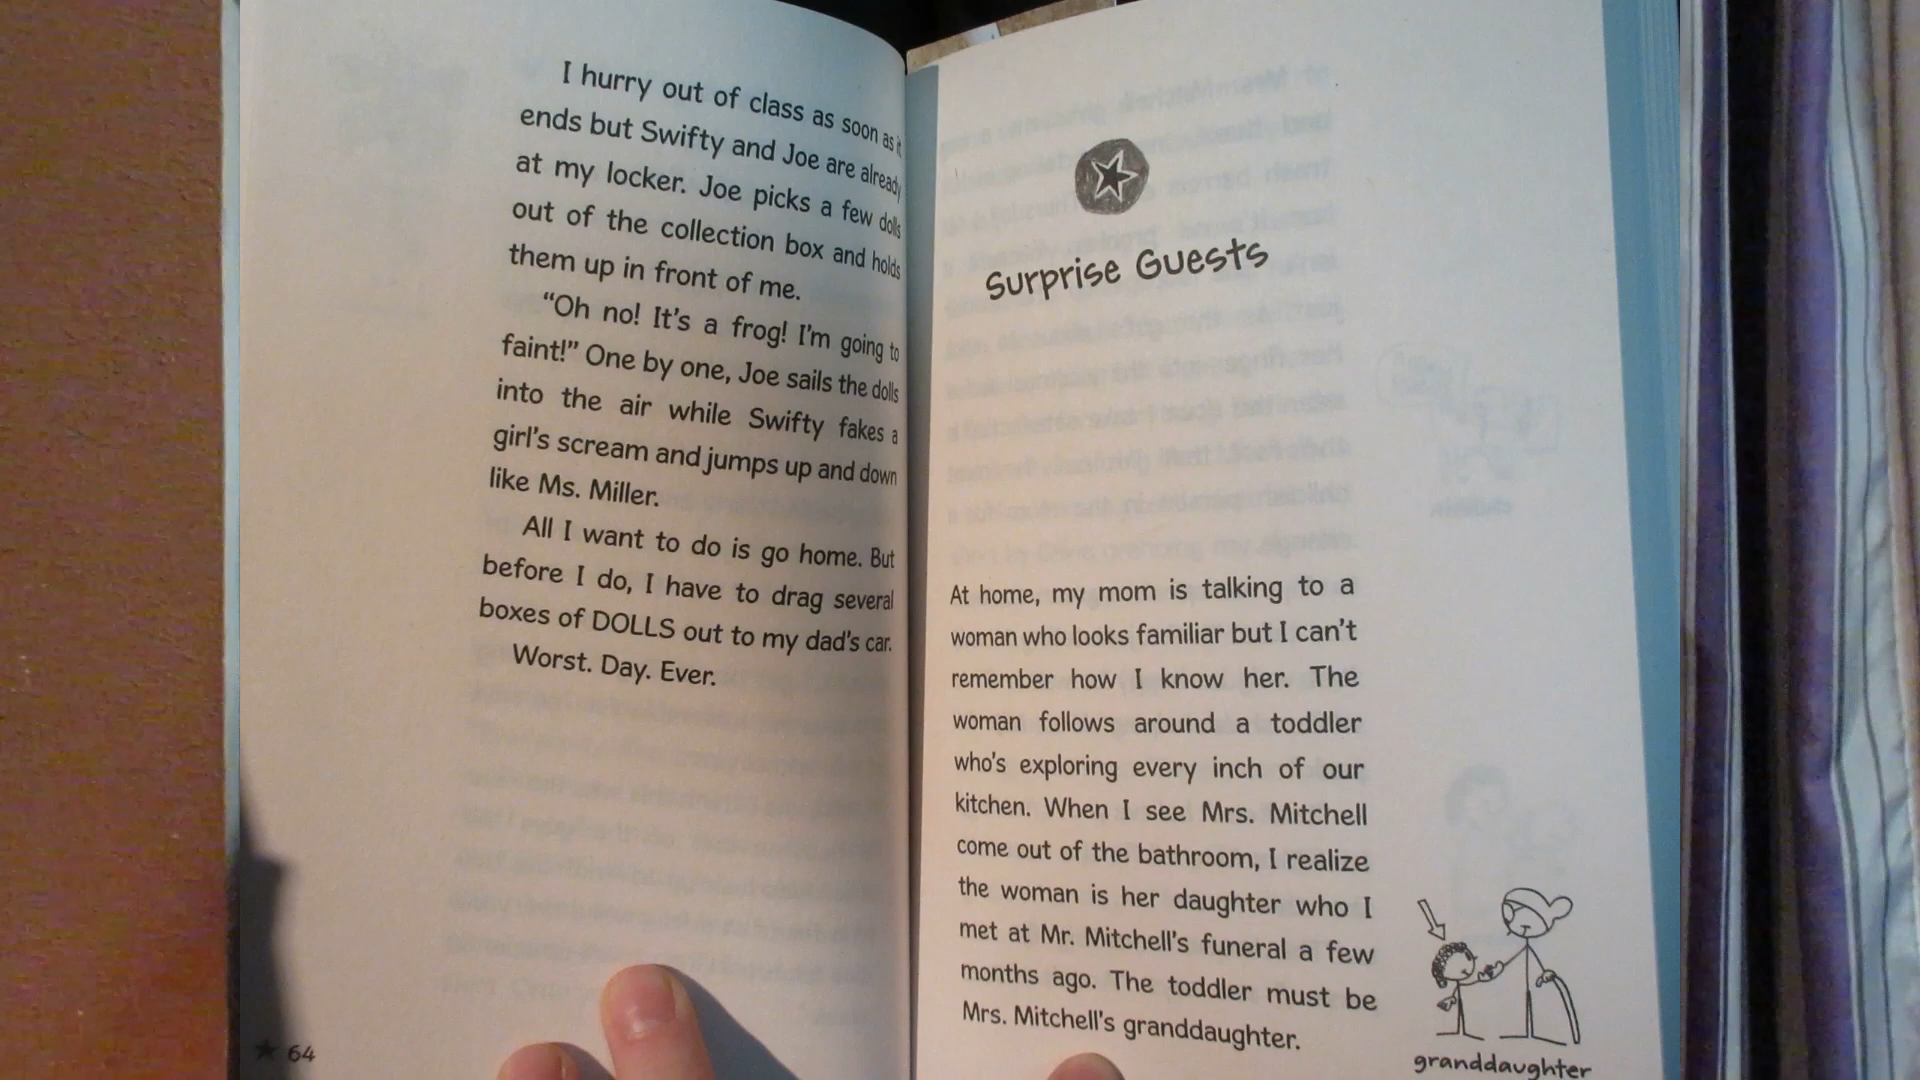 I hurry out of class as soon as it
ends but Swifty and Joe are already
at my locker. Joe picks a few dolls
out of the collection box and holds
them up in front of me.
“Oh no! It’s a frog! I’m going to
faint!” One by one, Joe sails the dolls
into the air while Swifty fakes a
girl’s scream and jumps up and down
like Ms. Miller.
All I want to do is go home. But
before I do, I have to drag several
boxes of DOLLS out to my dad’s car.
Worst. Day. Ever.
64
Surprise Guests
At home, my mom is talking to a
woman who looks familiar but I can’t
remember how I know her. The
woman follows around a toddler
who’s exploring every inch of our
kitchen. When I see Mrs. Mitchell
come out of the bathroom, I realize
the woman is her daughter who I
met at Mr. Mitchell’s funeral a few
months ago. The toddler must be
Mrs. Mitchell’s granddaughter.
granddaughter